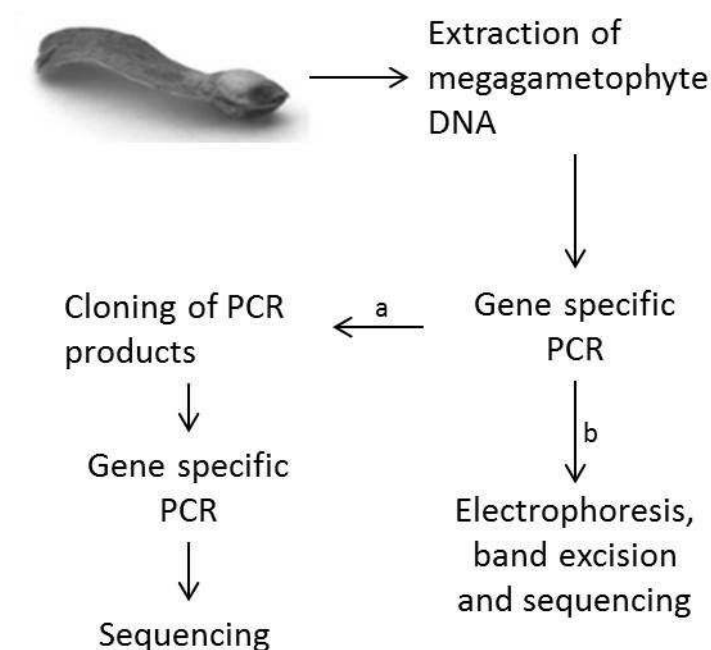 Extraction of
megagametophyte
DNA
Gene specific
PCR
a
Cloning of PCR
products
Gene specific
PCR
Sequencing
b
Electrophoresis,
band excision
and sequencing